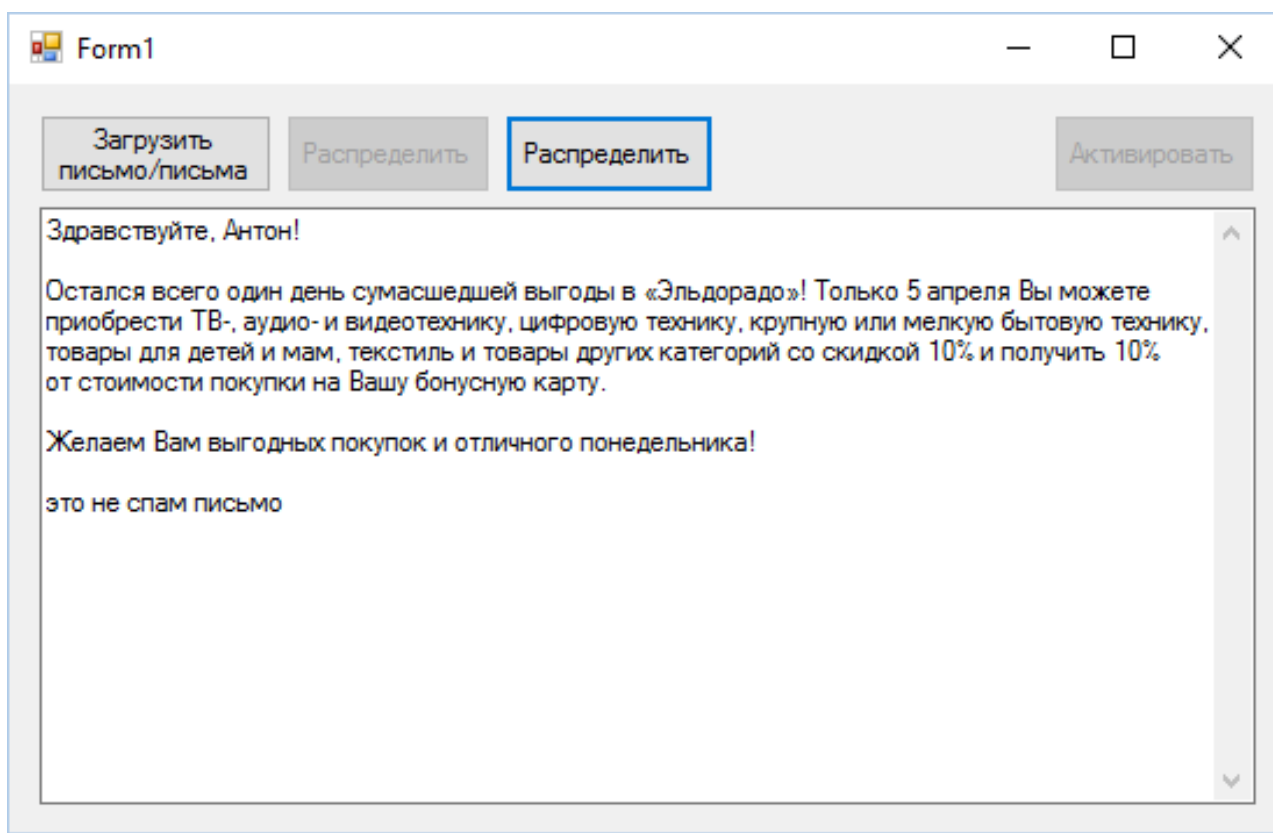 Form1
Загрузить
письмо/письма
Распределить
Распределить
Активировать
Здравствуйте, Антон!
Остался всего один день сумасшедшей выгоды в «Эльдорадо»! Только 5 апреля Вы можете
приобрести ТВ-, аудио- и видеотехнику, цифровую технику, крупную или мелкую бытовую технику,
товары для детей и мам, текстиль и товары других категорий со скидкой 10% и получить 10%
от стоимости покупки на Вашу бонусную карту.
Желаем Вам выгодных покупок и отличного понедельника!
это не спам письмо